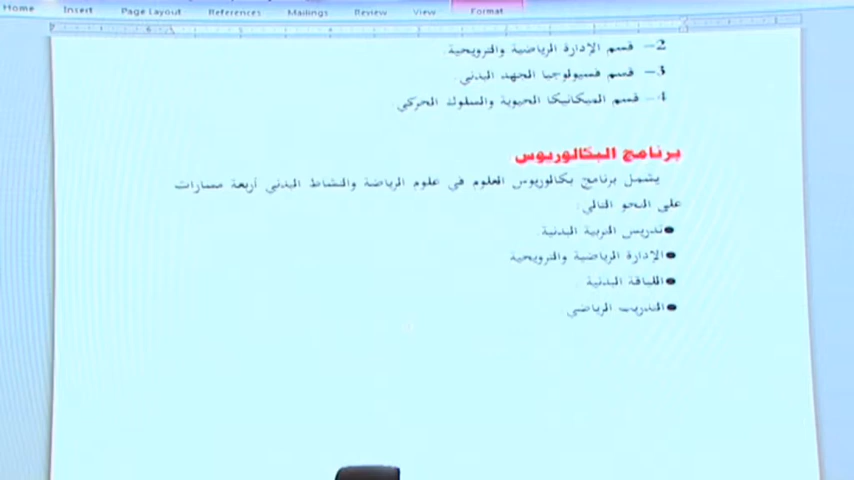 Home Insert Page Layout References Mailings Review View Format
2– قسم الإدارة الرياضية والترويحية.
3– قسم فسيولوجيا الجهد البدني.
4– قسم الميكانيكا الحيوية والسلوك الحركي
برنامج البكالوريوس
يشمل برنامج بكالوريوس العلوم في علوم الرياضة والنشاط البدني أربعة مسارات
على النحو التالي:
●تدريس التربية البدنية.
●الإدارة الرياضية والترويحية
●اللياقة البدنية.
●التدريب الرياضي